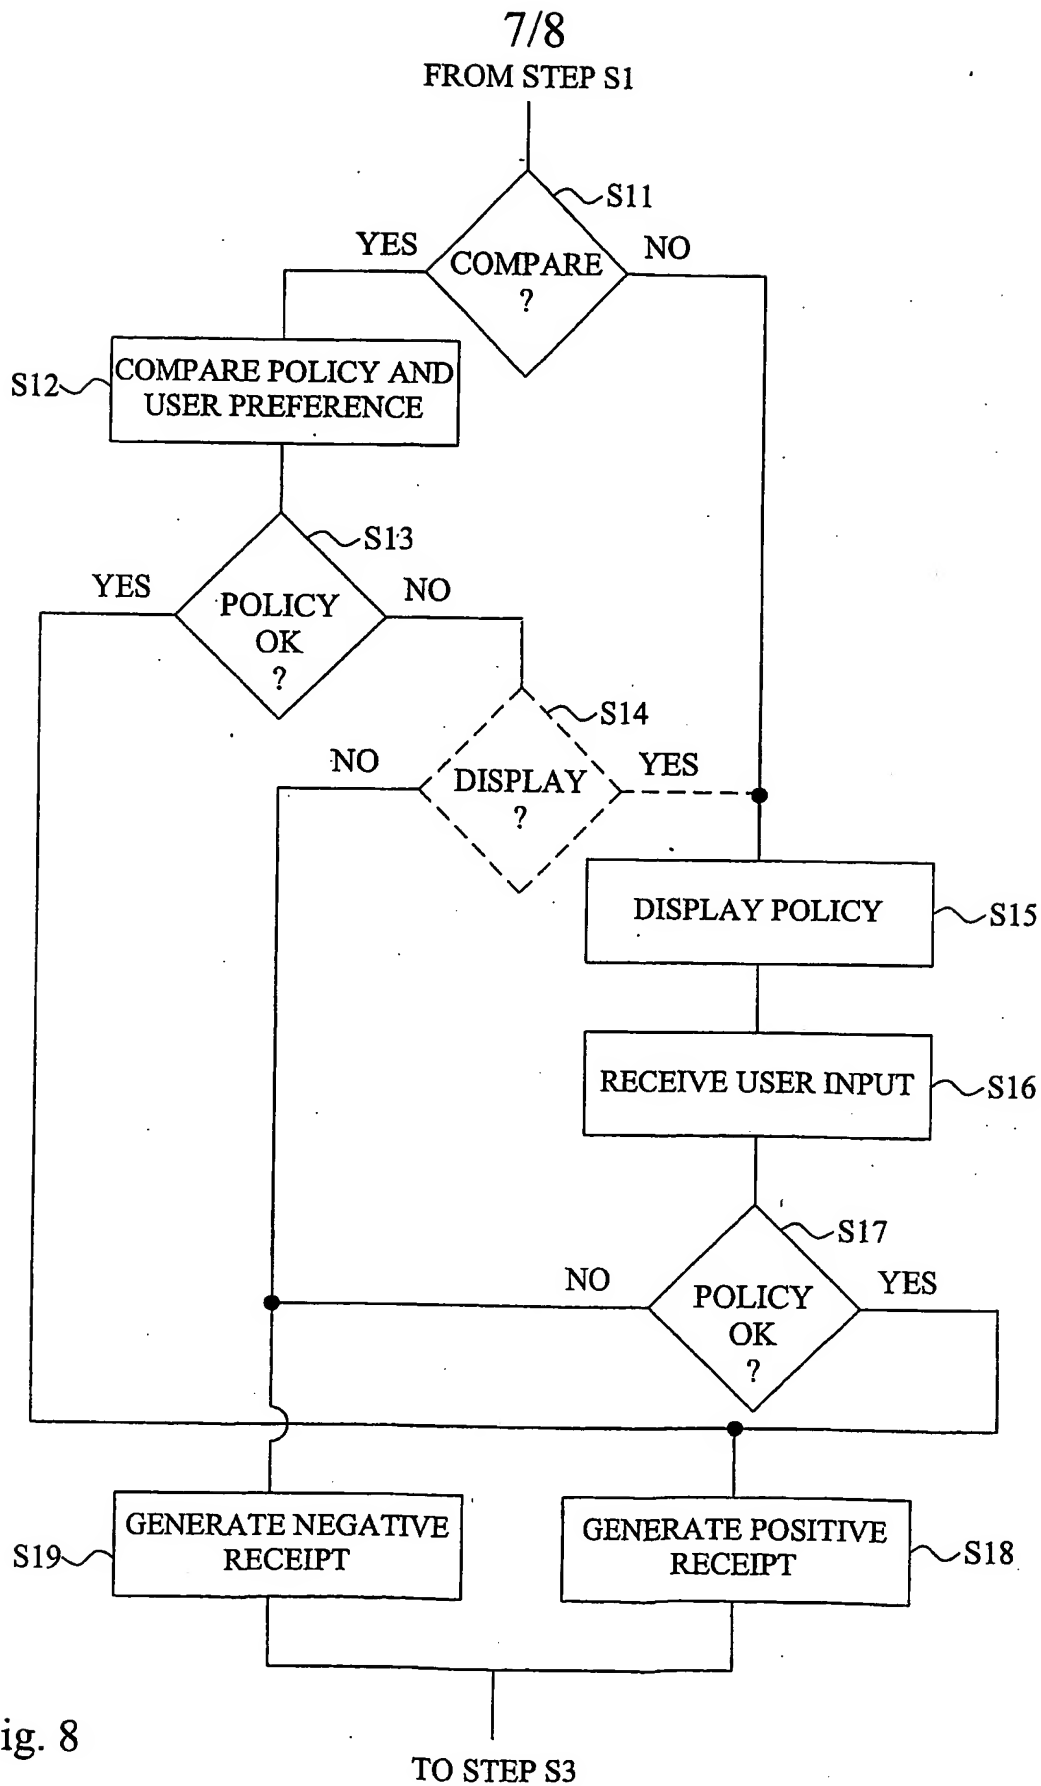 7/8
FROM STEP S1
S11
YES
NO
COMPARE
?
S12
COMPARE POLICY AND
USER PREFERENCE
S13
YES
NO
POLICY
OK
?
S14
NO
YES
DISPLAY
?
DISPLAY POLICY
S15
RECEIVE USER INPUT
S16
S17
NO
YES
POLICY
OK
?
S19
GENERATE NEGATIVE
RECEIPT
GENERATE POSITIVE
RECEIPT
S18
ig. 8
TO STEP S3